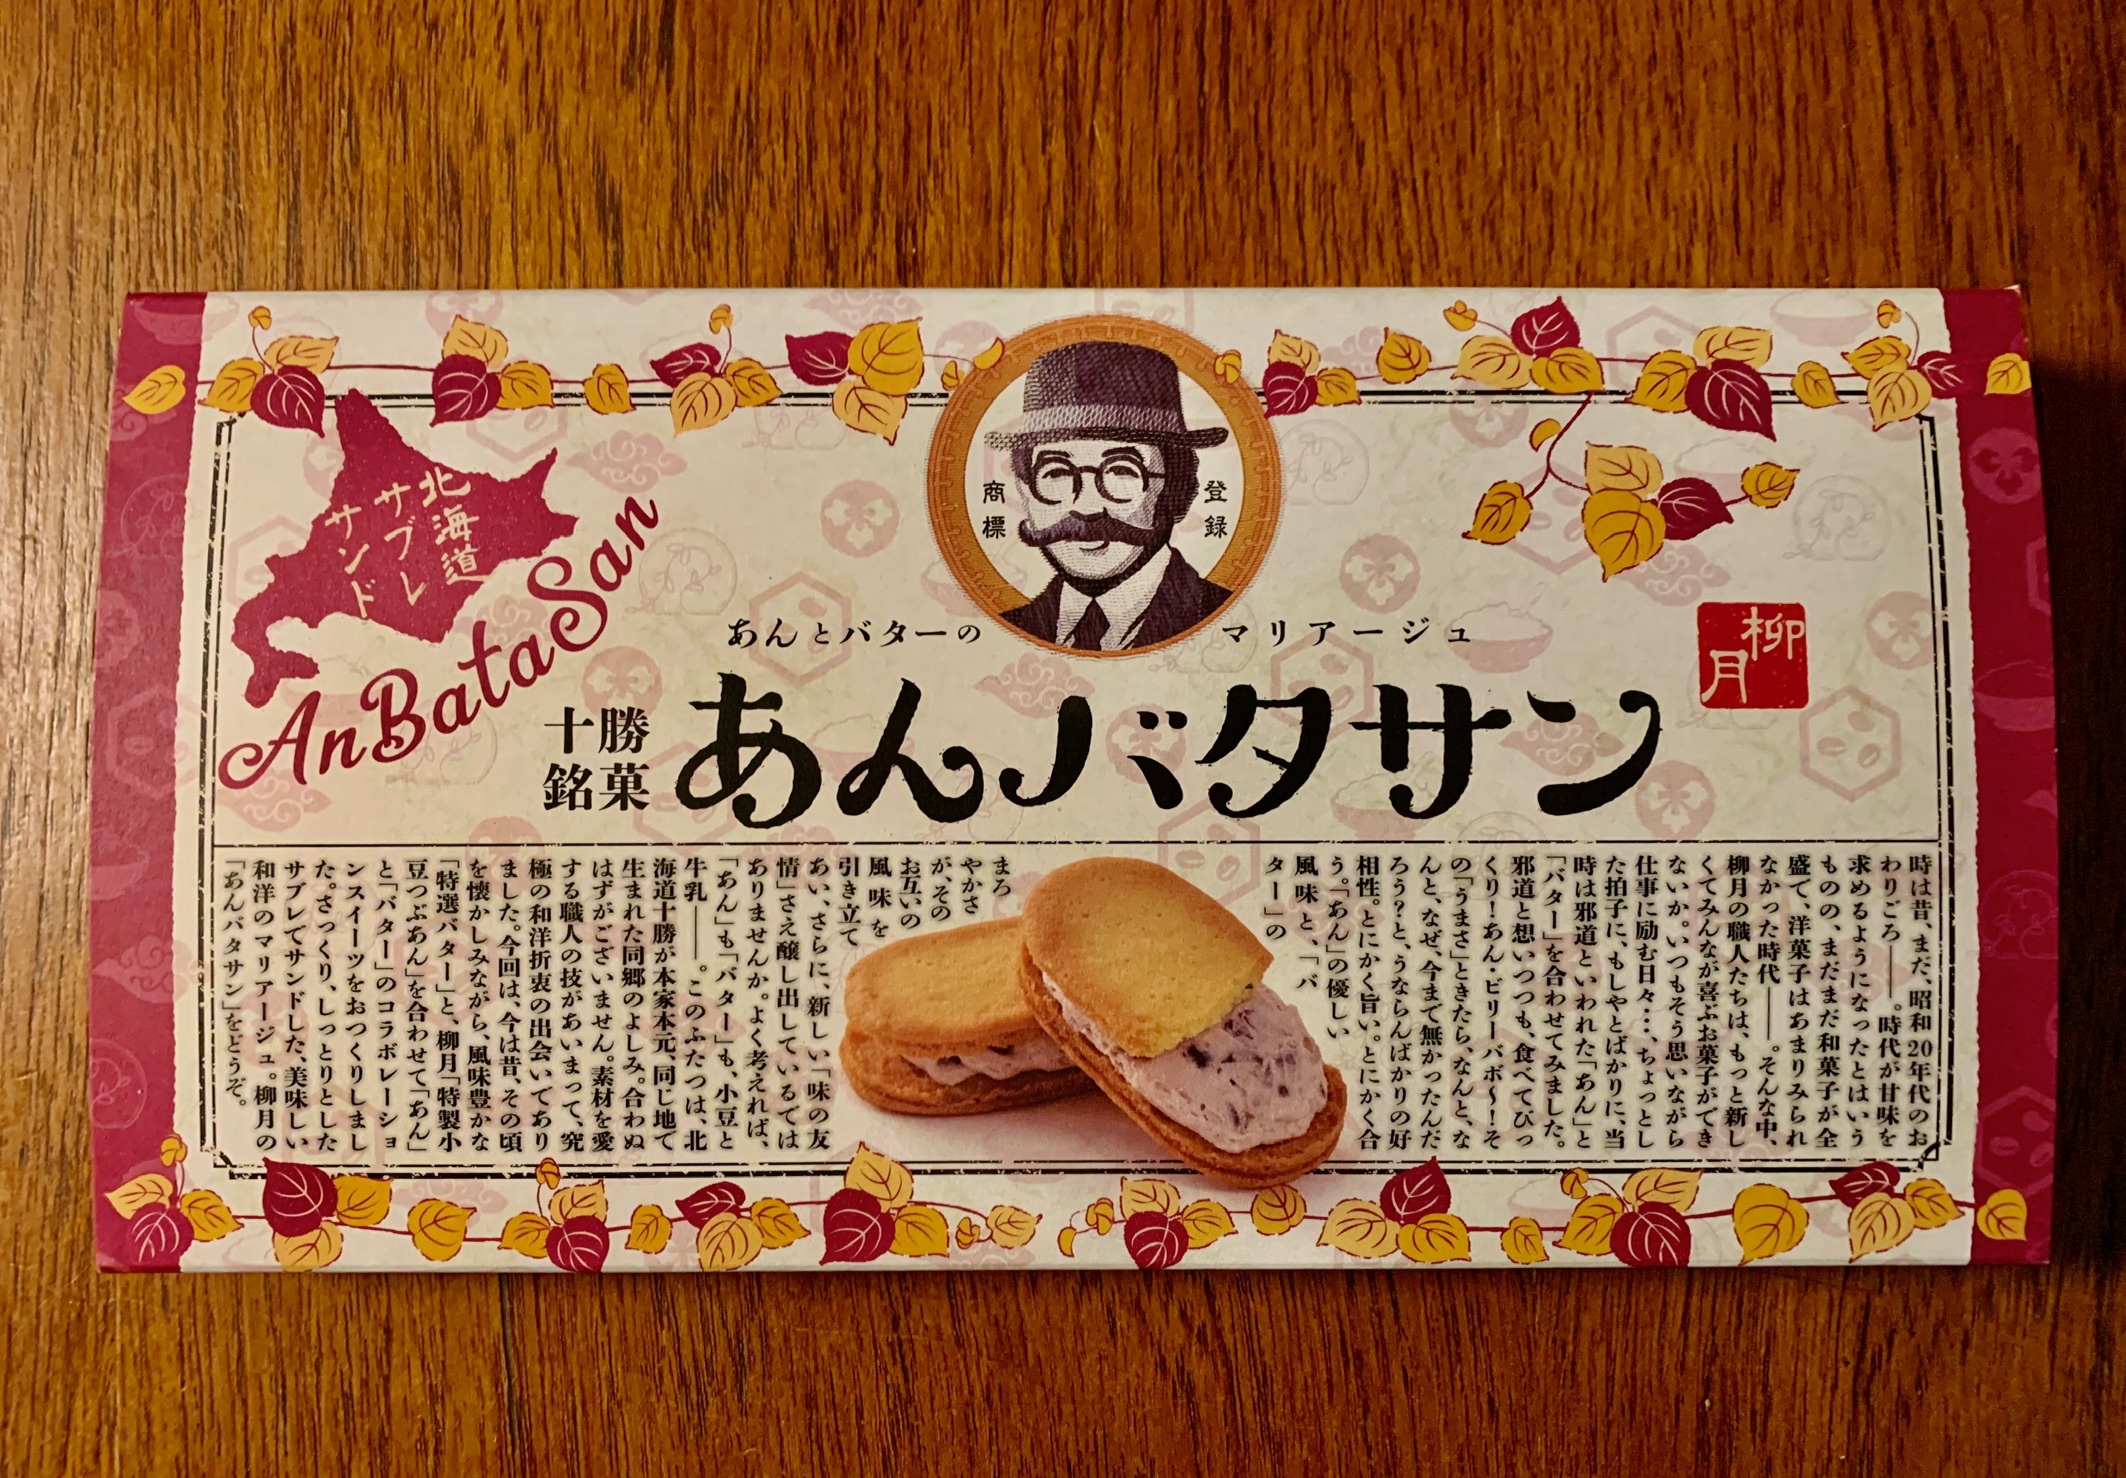 北海道
サブレ
サンド
AnBataSan
商標
登録
あんとバターの
マリアージュ
十勝
銘菓
あんバタサン
柳月
時は昔、まだ、昭和20年代のお
わりごろ――。時代が甘味を
求めるようになったとはいう
ものの、まだまだ和菓子が全
盛で、洋菓子はあまりみられ
なかった時代――。そんな中、
柳月の職人たちは、もっと新し
くてみんなが喜ぶお菓子ができ
ないか。いつもそう思いながら
仕事に励む日々…、ちょっとし
た拍子に、もしやとばかりに、当
時は邪道といわれた「あん」と
「バター」を合わせてみました。
邪道と想いつつも、食べてびっ
くり！あん・ビリーバボ〜！そ
の「うまさ」ときたら、なんと、な
んと、なぜ、今まで無かったんだ
ろう？と、うならんばかりの好
相性。とにかく旨い。とにかく合
う。「あん」の優しい
風味と、「バ
ター」の
まろ
やかさ
が、その
お互いの
風味を
引き立て
あい、さらに、新しい「味の友
情」さえ醸し出しているでは
ありませんか。よく考えれば、
「あん」も「バター」も、小豆と
牛乳――。このふたつは、北
海道十勝が本家本元、同じ地で
生まれた同郷のよしみ。合わぬ
はずがございません。素材を愛
する職人の技があいまって、究
極の和洋折衷の出会いであり
ました。今回は、今は昔、その頃
を懐かしみながら、風味豊かな
「特選バター」と、柳月「特製小
豆つぶあん」を合わせて「あん」
と「バター」のコラボレーショ
ンスイーツをおつくりしまし
た。さっくり、しっとりとした
サブレでサンドした、美味しい
和洋のマリアージュ。柳月の
「あんバタサン」をどうぞ。